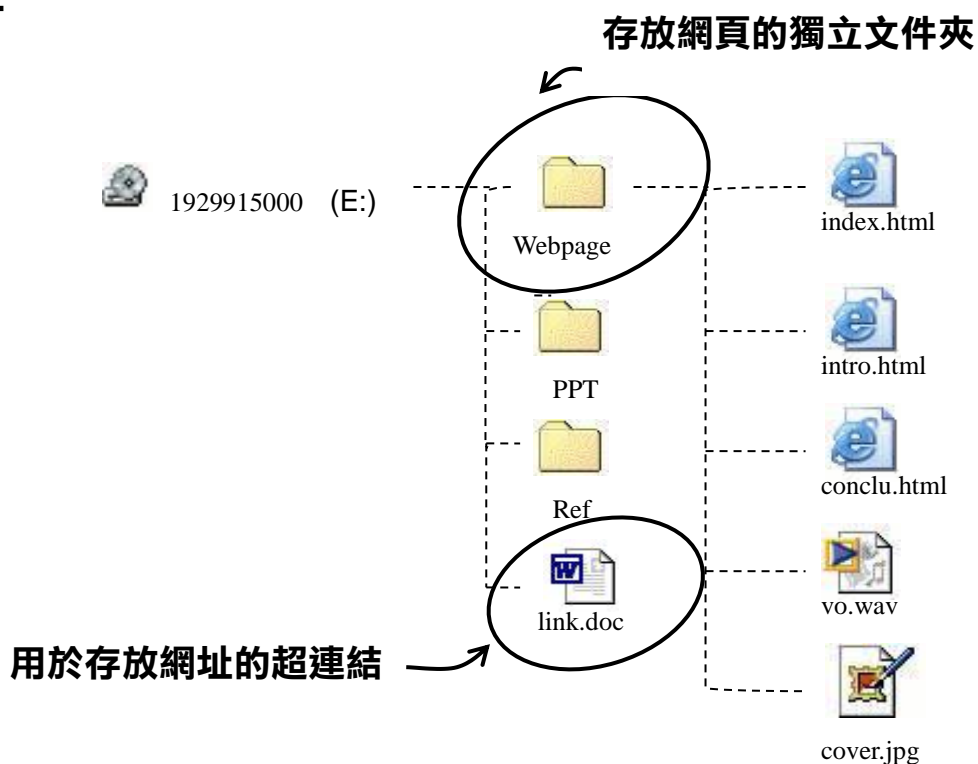 存放網頁的獨立文件夾
1929915000 (E:)
Webpage
index.html
PPT
intro.html
Ref
conclu.html
link.doc
vo.wav
用於存放網址的超連結
cover.jpg